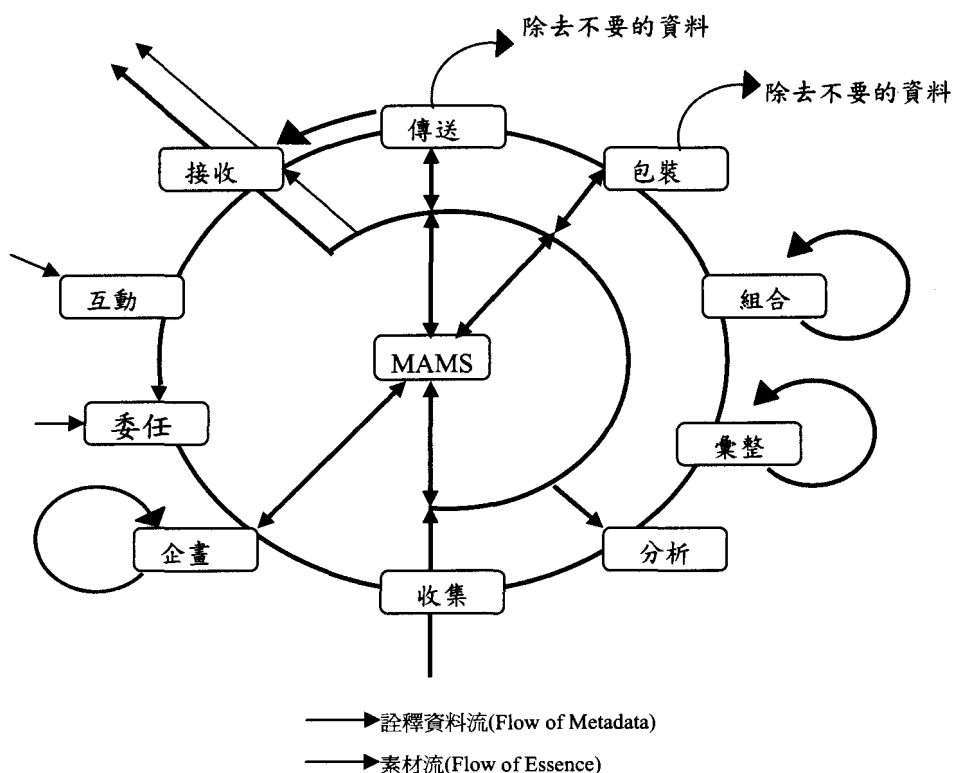 除去不要的資料
除去不要的資料
傳送
接收
包裝
互動
組合
MAMS
委任
彙整
企畫
分析
收集
詮釋資料流(Flow of Metadata)
素材流(Flow of Essence)